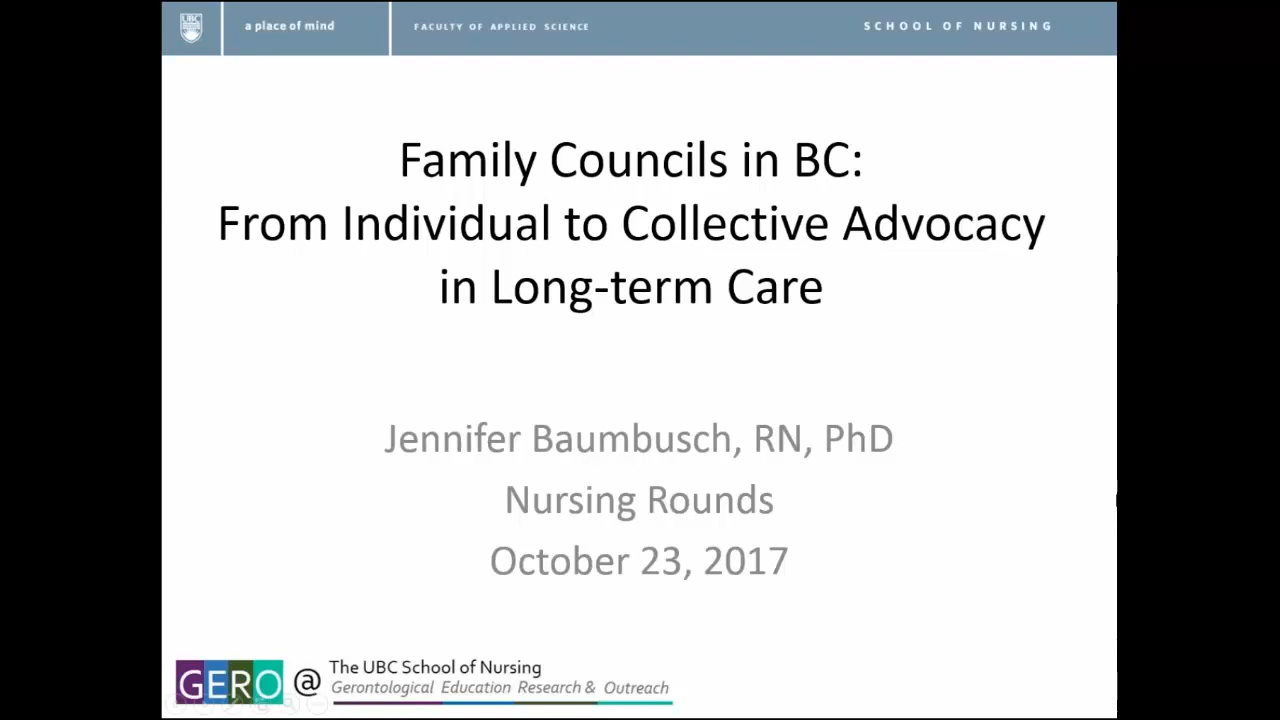 UBC
a place of mind
FACULTY OF APPLIED SCIENCE
SCHOOL OF NURSING
Family Councils in BC:
From Individual to Collective Advocacy
in Long-term Care
Jennifer Baumbusch, RN, PhD
Nursing Rounds
October 23, 2017
GERO @
The UBC School of Nursing
Gerontological Education Research & Outreach